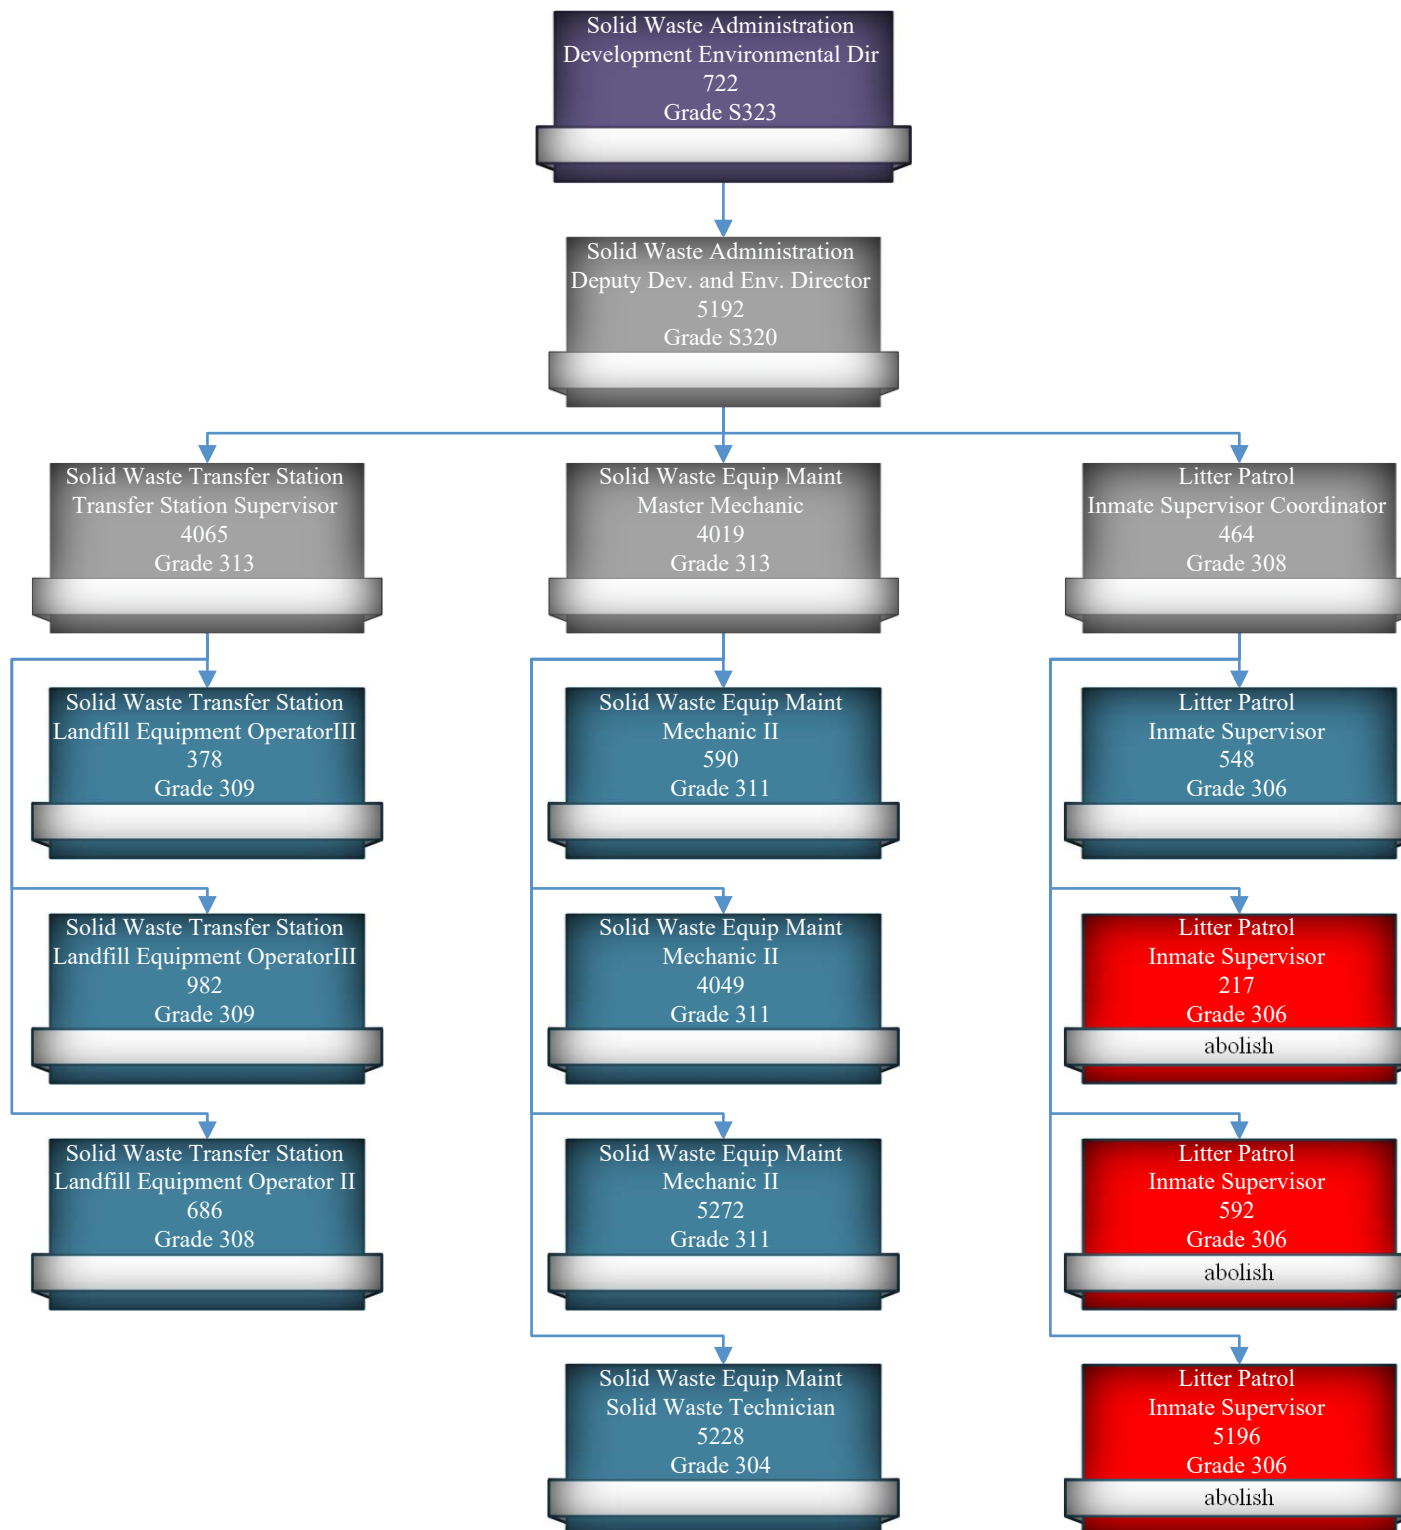 Solid Waste Administration
Development Environmental Dir
722
Grade S323
Solid Waste Administration
Deputy Dev. and Env. Director
5192
Grade S320
Solid Waste Transfer Station
Transfer Station Supervisor
4065
Grade 313
Solid Waste Equip Maint
Master Mechanic
4019
Grade 313
Litter Patrol
Inmate Supervisor Coordinator
464
Grade 308
Solid Waste Transfer Station
Landfill Equipment OperatorIII
378
Grade 309
Solid Waste Equip Maint
Mechanic II
590
Grade 311
Litter Patrol
Inmate Supervisor
548
Grade 306
Solid Waste Transfer Station
Landfill Equipment OperatorIII
982
Grade 309
Solid Waste Equip Maint
Mechanic II
4049
Grade 311
Litter Patrol
Inmate Supervisor
217
Grade 306
abolish
Solid Waste Transfer Station
Landfill Equipment Operator II
686
Grade 308
Solid Waste Equip Maint
Mechanic II
5272
Grade 311
Litter Patrol
Inmate Supervisor
592
Grade 306
abolish
Solid Waste Equip Maint
Solid Waste Technician
5228
Grade 304
Litter Patrol
Inmate Supervisor
5196
Grade 306
abolish